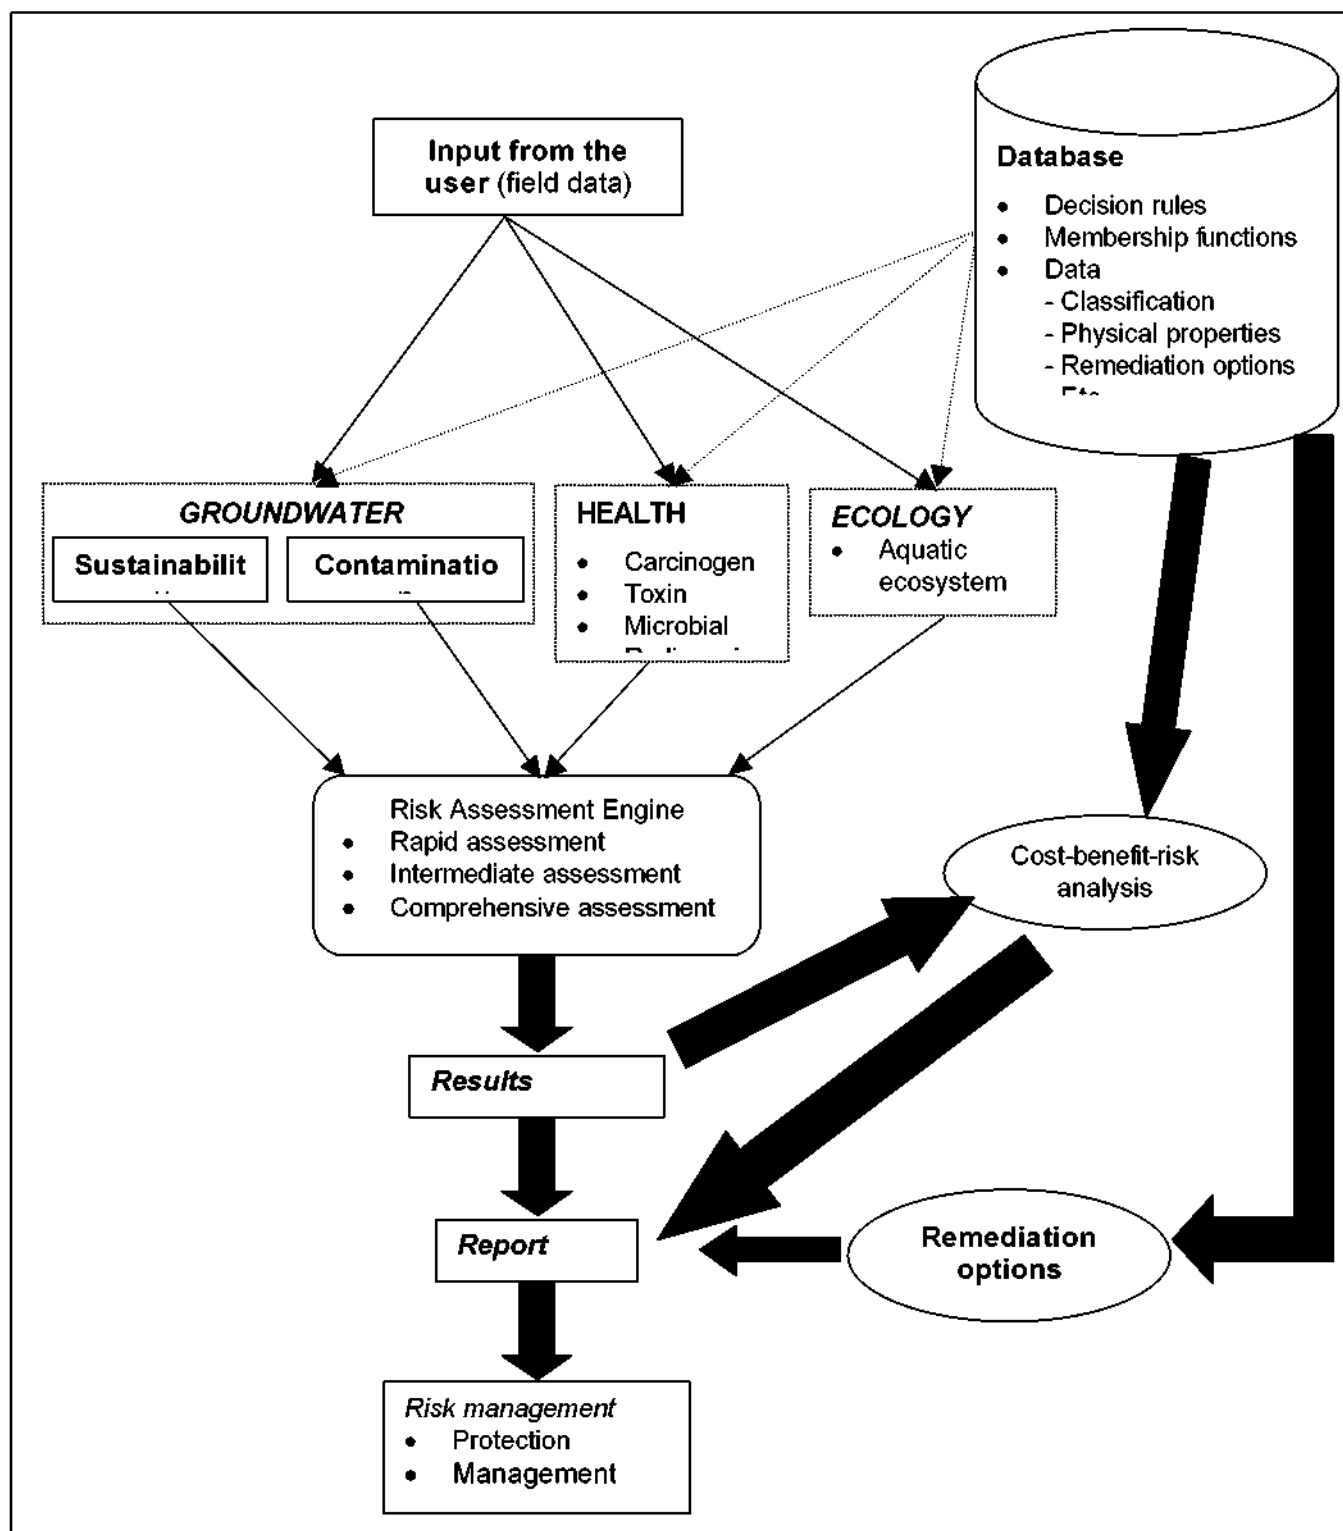 Input from the
user (field data)
Database
• Decision rules
• Membership functions
• Data
- Classification
- Physical properties
- Remediation options
GROUNDWATER
Sustainabilit
Contaminatio
HEALTH
• Carcinogen
• Toxin
• Microbial
ECOLOGY
• Aquatic
ecosystem
Risk Assessment Engine
• Rapid assessment
• Intermediate assessment
• Comprehensive assessment
Cost-benefit-risk
analysis
Results
Report
Remediation
options
Risk management
• Protection
• Management